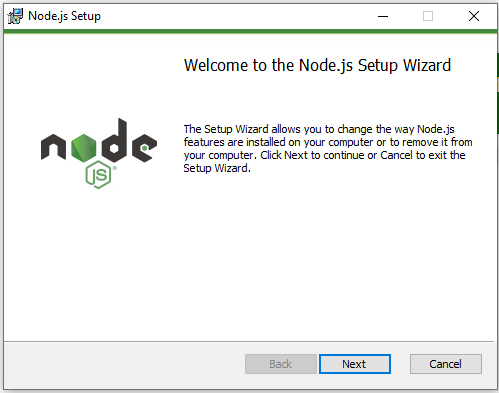 Node.js Setup
Welcome to the Node.js Setup Wizard
The Setup Wizard allows you to change the way Node.js
features are installed on your computer or to remove it from
your computer. Click Next to continue or Cancel to exit the
Setup Wizard.
node
JS®
Back
Next
Cancel